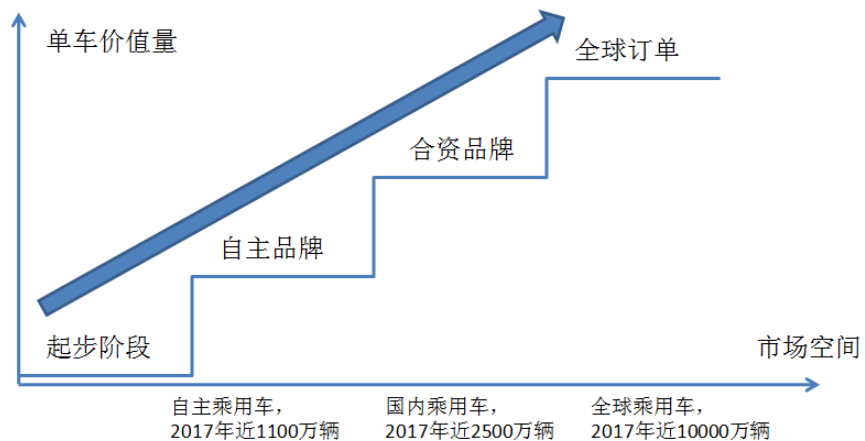 单车价值量
全球订单
合资品牌
自主品牌
起步阶段
市场空间
自主乘用车，
2017年近1100万辆
国内乘用车，
2017年近2500万辆
全球乘用车，
2017年近10000万辆